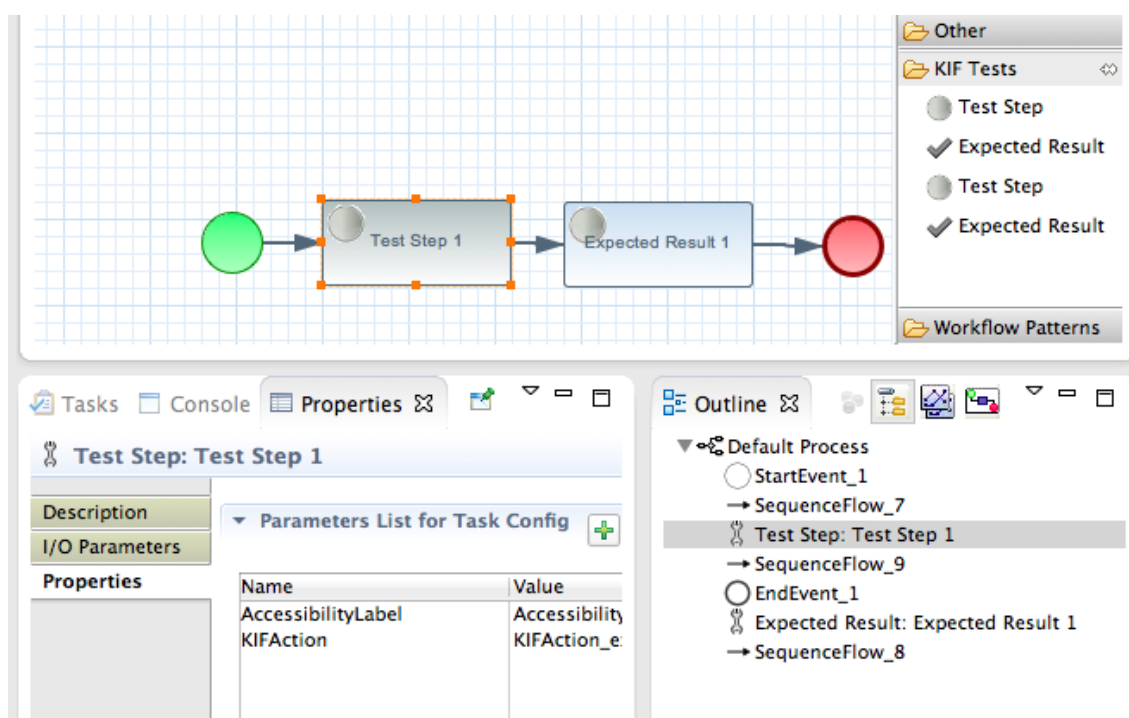 Other
KIF Tests
Test Step
Expected Result
Test Step
Expected Result
Workflow Patterns
Test Step 1
Expected Result 1
Tasks Console Properties
Test Step: Test Step 1
Description
I/O Parameters
Properties
Parameters List for Task Config
Name Value
AccessibilityLabel Accessibility
KIFAction KIFAction_e
Outline
Default Process
StartEvent_1
SequenceFlow_7
Test Step: Test Step 1
SequenceFlow_9
EndEvent_1
Expected Result: Expected Result 1
SequenceFlow_8